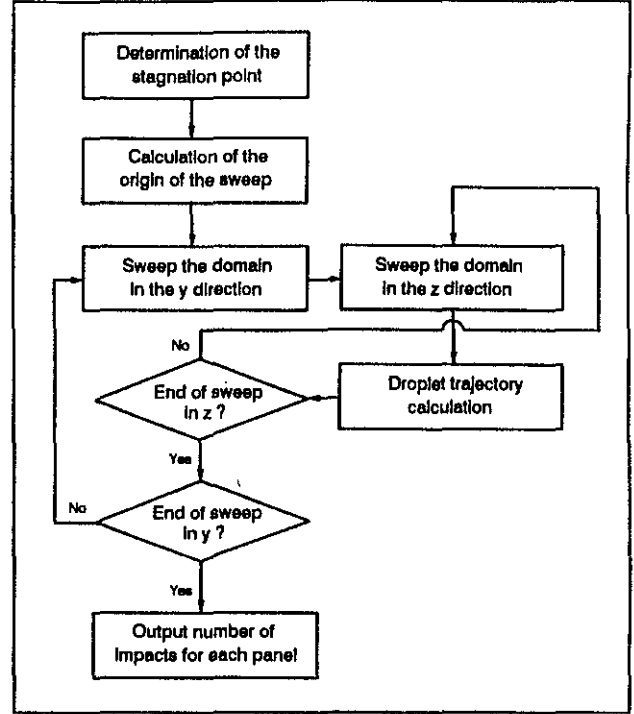 Determination of the
stagnation point
Calculation of the
origin of the sweep
Sweep the domain
in the y direction
Sweep the domain
in the z direction
No
Droplet trajectory
calculation
End of sweep
in z ?
Yes
No
End of sweep
in y ?
Yes
Output number of
impacts for each panel